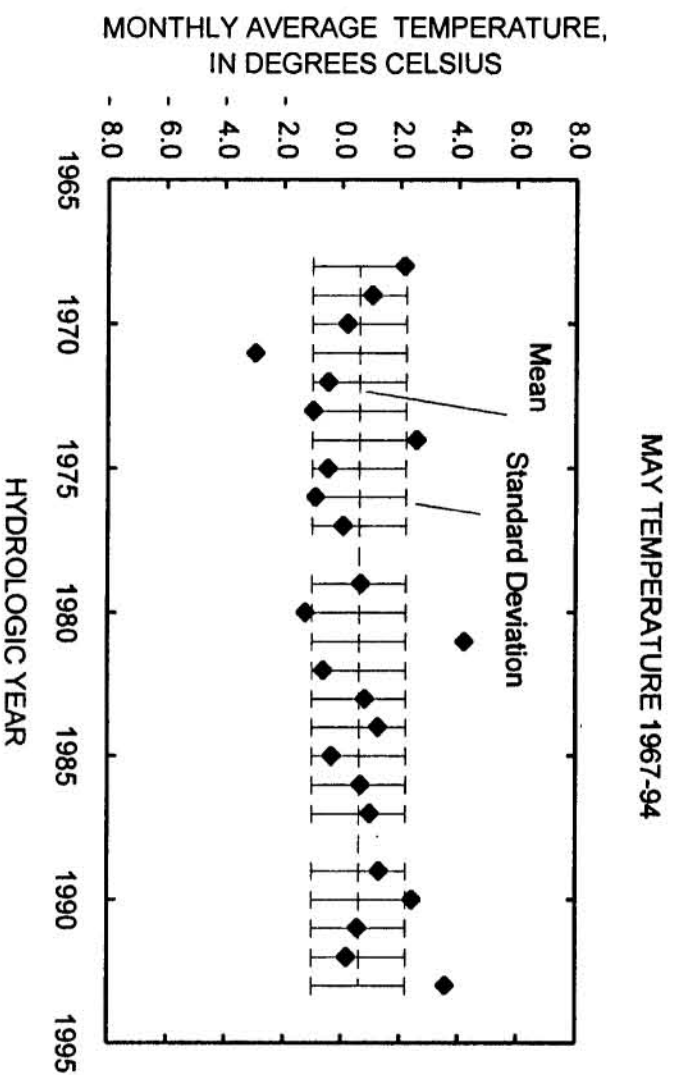 MAY TEMPERATURE 1967-94
MONTHLY AVERAGE TEMPERATURE,
IN DEGREES CELSIUS
8.0
6.0
4.0
2.0
0.0
-2.0
-4.0
-6.0
-8.0
Mean
Standard Deviation
1965
1970
1975
1980
1985
1990
1995
HYDROLOGIC YEAR